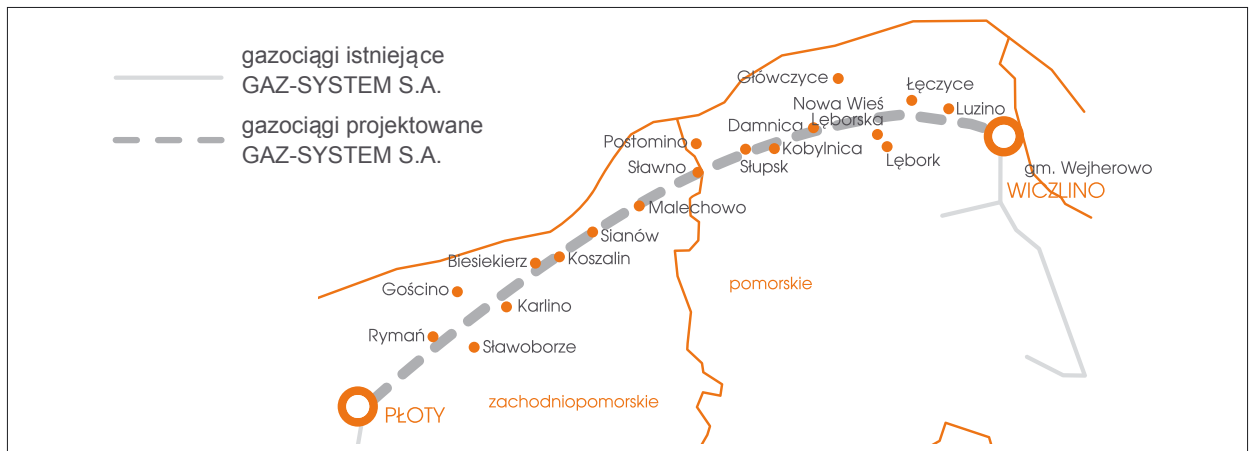 gazociągi istniejące
GAZ-SYSTEM S.A.
gazociągi projektowane
GAZ-SYSTEM S.A.
Główczyce
Łęczyce
Nowa Wieś
Lęborska
Luzino
Damnica
Postomino
Kobylnica
Słupsk
Lębork
Sławno
gm. Wejherowo
WICZLINO
Malechowo
Sianów
Biesiekierz
Koszalin
pomorskie
Gościno
Karlino
Rymań
Sławoborze
zachodniopomorskie
PŁOTY